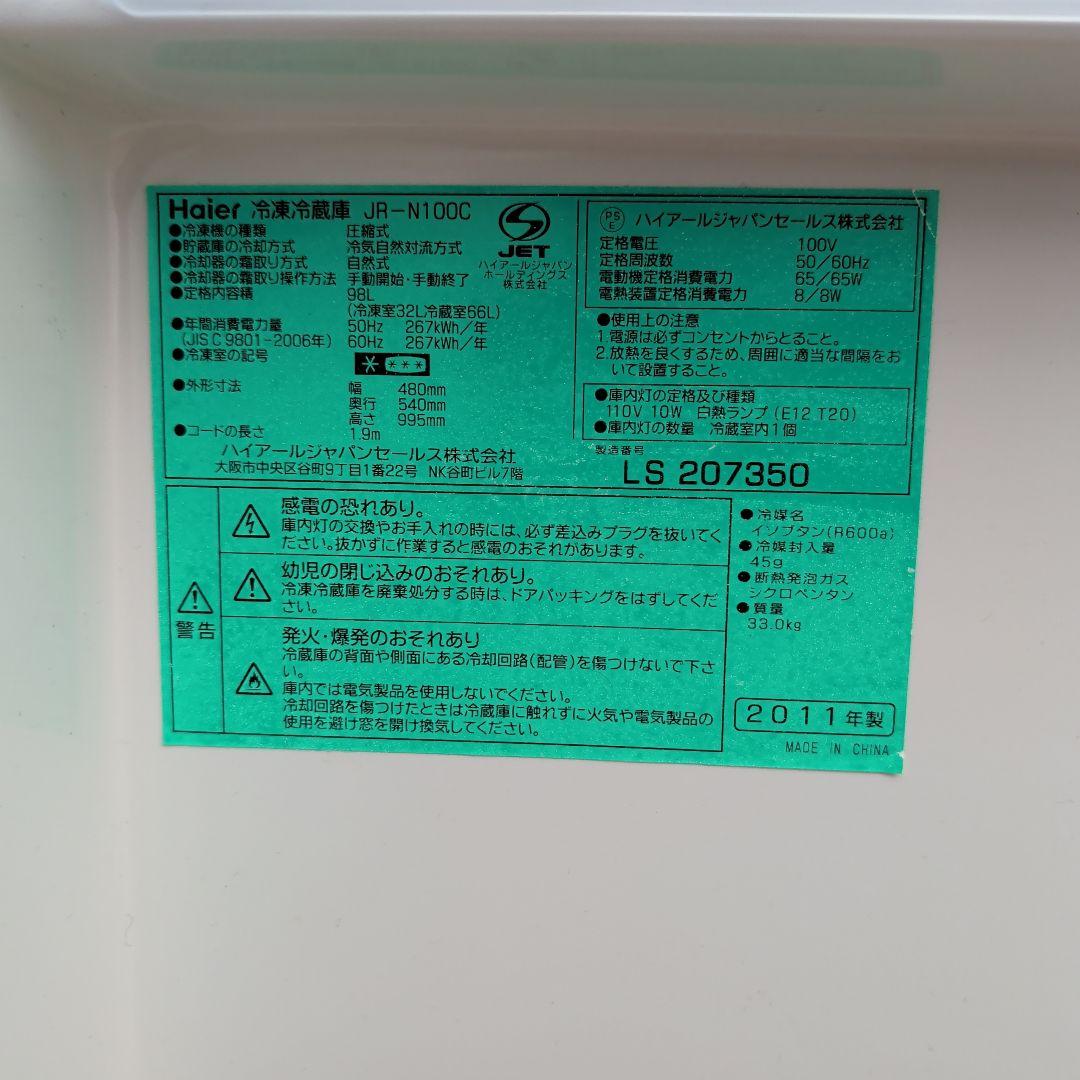 Haier 冷凍冷蔵庫 JR-N100C
●冷凍機の種類 圧縮式
●貯蔵庫の冷却方式 冷気自然対流方式
●冷却器の霜取り方式 自然式
●冷却器の霜取り操作方法 手動開始・手動終了
●定格内容積 98L
(冷凍室32L冷蔵室66L)
●年間消費電力量 50Hz 267kWh/年
(JIS C 9801-2006年) 60Hz 267kWh/年
●冷凍室の記号
●外形寸法 幅 480mm
奥行 540mm
高さ 995mm
●コードの長さ 1.9m
ハイアールジャパンセールス株式会社
大阪市中央区谷町9丁目1番22号 NK谷町ビル7階
S
JET
ハイアールジャパン
ホールディングス
株式会社
PS
E
ハイアールジャパンセールス株式会社
定格電圧 100V
定格周波数 50/60Hz
電動機定格消費電力 65/65W
電熱装置定格消費電力 8/8W
●使用上の注意
1.電源は必ずコンセントからとること。
2.放熱を良くするため、周囲に適当な間隔をお
いて設置すること。
●庫内灯の定格及び種類
110V 10W 白熱ランプ(E12 T20)
●庫内灯の数量 冷蔵室内1個
製造番号
LS 207350
警告
感電の恐れあり。
庫内灯の交換やお手入れの時には、必ず差込みプラグを抜いてく
ださい。抜かずに作業すると感電のおそれがあります。
幼児の閉じ込みのおそれあり。
冷凍冷蔵庫を廃棄処分する時は、ドアパッキングをはずしてくだ
さい。
発火・爆発のおそれあり
冷蔵庫の背面や側面にある冷却回路(配管)を傷つけないで下さ
い。
庫内では電気製品を使用しないでください。
冷却回路を傷つけたときは冷蔵庫に触れずに火気や電気製品の
使用を避け窓を開け換気してください。
●冷媒名
イソブタン(R600a)
●冷媒封入量
45g
●断熱発泡ガス
シクロペンタン
●質量
33.0kg
2011年製
MADE IN CHINA